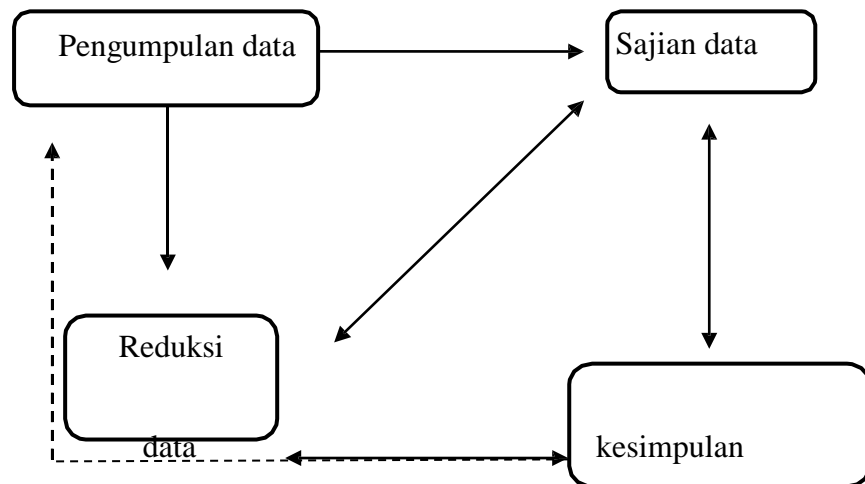 Pengumpulan data
Sajian data
Reduksi
data
kesimpulan